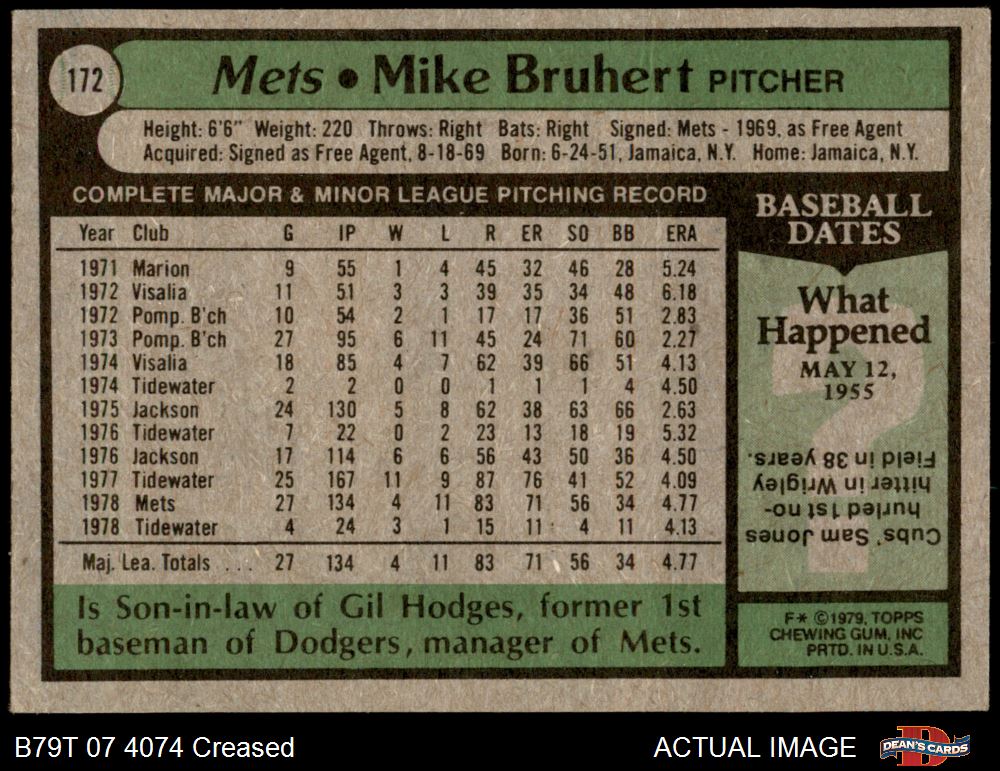 172
Mets • Mike Bruhert PITCHER
Height: 6'6" Weight: 220 Throws: Right Bats: Right Signed: Mets - 1969, as Free Agent
Acquired: Signed as Free Agent, 8-18-69 Born: 6-24-51, Jamaica, N.Y. Home: Jamaica, N.Y.
COMPLETE MAJOR & MINOR LEAGUE PITCHING RECORD
Year Club G IP W L R ER SO BB ERA
1971 Marion 9 55 1 4 45 32 46 28 5.24
1972 Visalia 11 51 3 3 39 35 34 48 6.18
1972 Pomp. B'ch 10 54 2 1 17 17 36 51 2.83
1973 Pomp. B'ch 27 95 6 11 45 24 71 60 2.27
1974 Visalia 18 85 4 7 62 39 66 51 4.13
1974 Tidewater 2 2 0 0 1 1 1 4 4.50
1975 Jackson 24 130 5 8 62 38 63 66 2.63
1976 Tidewater 7 22 0 2 23 13 18 19 5.32
1976 Jackson 17 114 6 6 56 43 50 36 4.50
1977 Tidewater 25 167 11 9 87 76 41 52 4.09
1978 Mets 27 134 4 11 83 71 56 34 4.77
1978 Tidewater 4 24 3 1 15 11 4 11 4.13
Maj. Lea. Totals ... 27 134 4 11 83 71 56 34 4.77
Is Son-in-law of Gil Hodges, former 1st
baseman of Dodgers, manager of Mets.
BASEBALL
DATES
What
Happened
MAY 12,
1955
?
Cubs' Sam Jones
hurled 1st no-
hitter in Wrigley
Field in 38 years.
F* ©1979, TOPPS
CHEWING GUM, INC
PRTD. IN U.S.A.
B79T 07 4074 Creased
ACTUAL IMAGE
D
DEAN'S CARDS